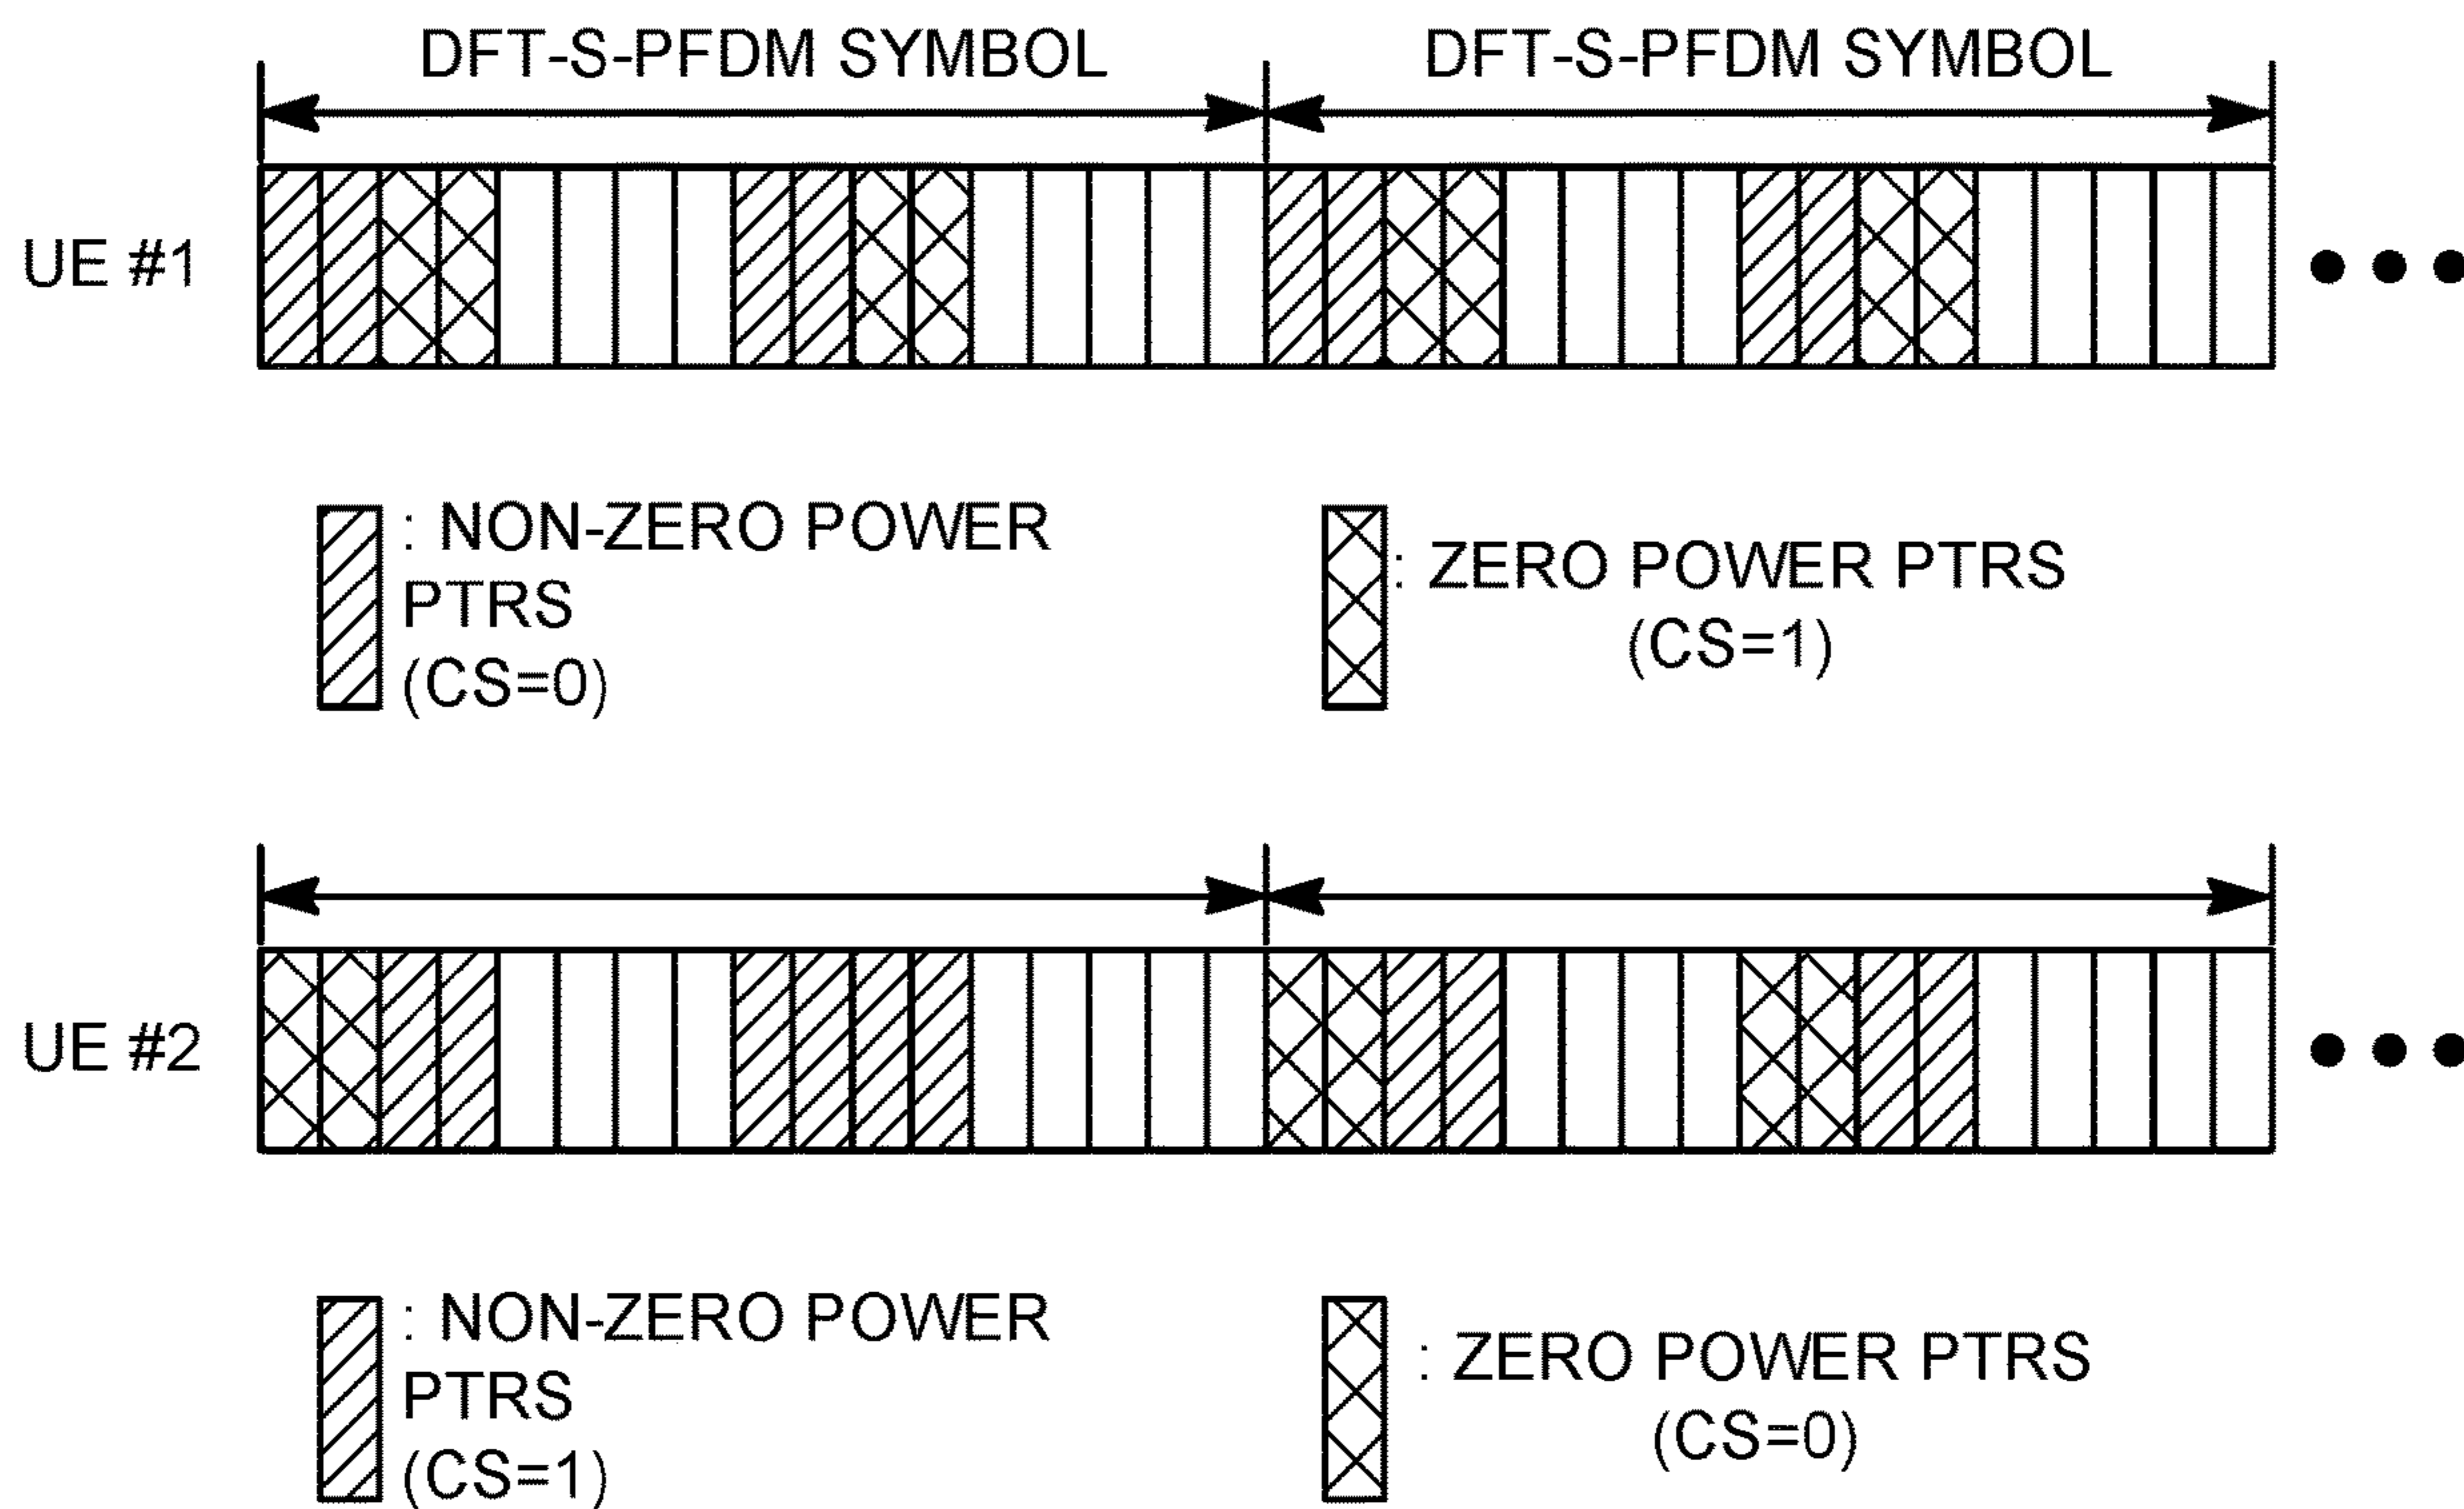 DFT-S-PFDM SYMBOL DFT-S-PFDM SYMBOL
UE #1
: NON-ZERO POWER
PTRS
(CS=0)
: ZERO POWER PTRS
(CS=1)
UE #2
: NON-ZERO POWER
PTRS
(CS=1)
: ZERO POWER PTRS
(CS=0)